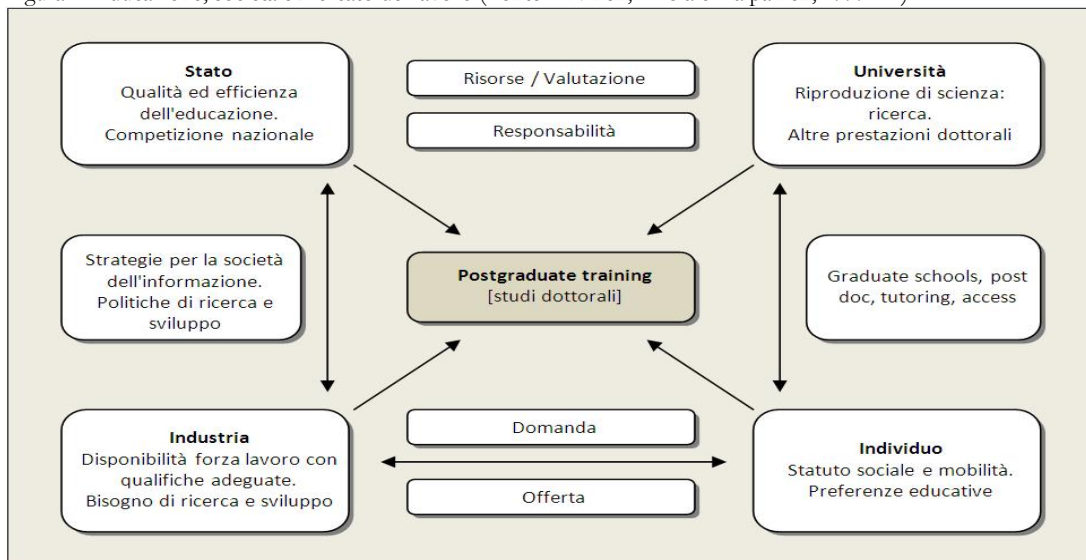 Stato
Qualità ed efficienza
dell'educazione.
Competizione nazionale
Risorse / Valutazione
Responsabilità
Università
Riproduzione di scienza:
ricerca.
Altre prestazioni dottorali
Strategie per la società
dell'informazione.
Politiche di ricerca e
sviluppo
Postgraduate training
[studi dottorali]
Graduate schools, post
doc, tutoring, access
Industria
Disponibilità forza lavoro con
qualifiche adeguate.
Bisogno di ricerca e sviluppo
Domanda
Offerta
Individuo
Statuto sociale e mobilità.
Preferenze educative